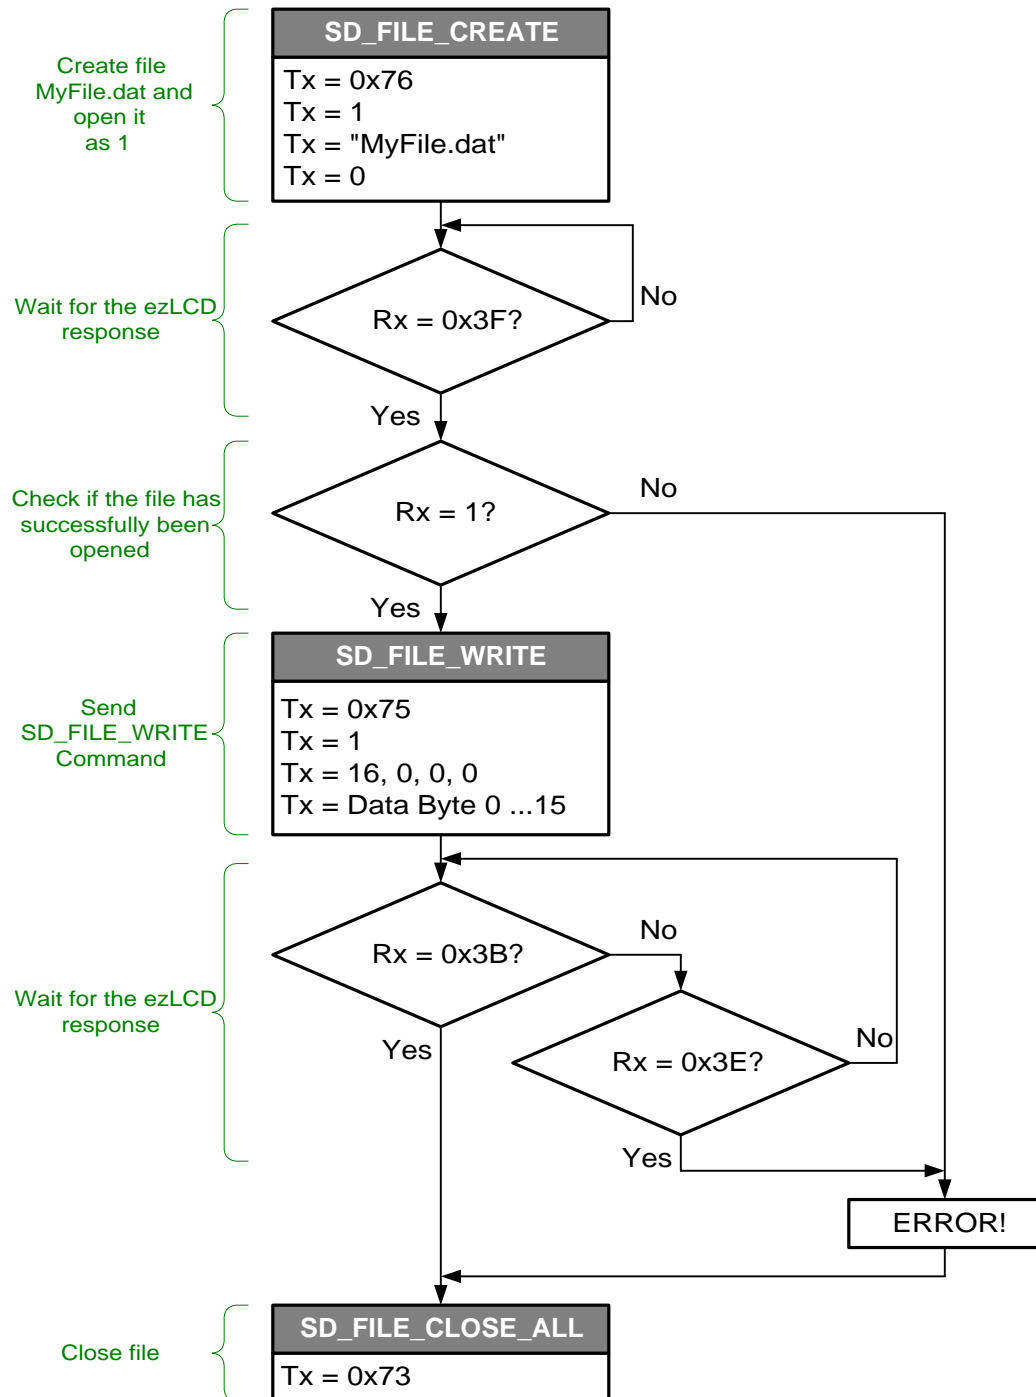 SD_FILE_CREATE
Create file
MyFile.dat and
open it
as 1
Tx = 0x76
Tx = 1
Tx = "MyFile.dat"
Tx = 0
Wait for the ezLCD
response
Rx = 0x3F?
No
Yes
Check if the file has
successfully been
opened
Rx = 1?
No
Yes
SD_FILE_WRITE
Send
SD_FILE_WRITE
Command
Tx = 0x75
Tx = 1
Tx = 16, 0, 0, 0
Tx = Data Byte 0 ...15
Wait for the ezLCD
response
Rx = 0x3B?
No
Yes
Rx = 0x3E?
No
Yes
ERROR!
SD_FILE_CLOSE_ALL
Close file
Tx = 0x73